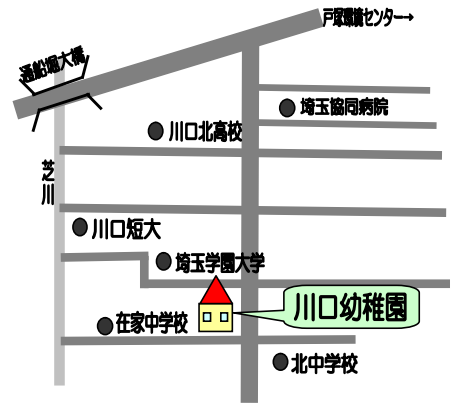 戸塚環境センター→
通船堀大橋
埼玉協同病院
川口北高校
芝川
川口短大
埼玉学園大学
川口幼稚園
在家中学校
北中学校